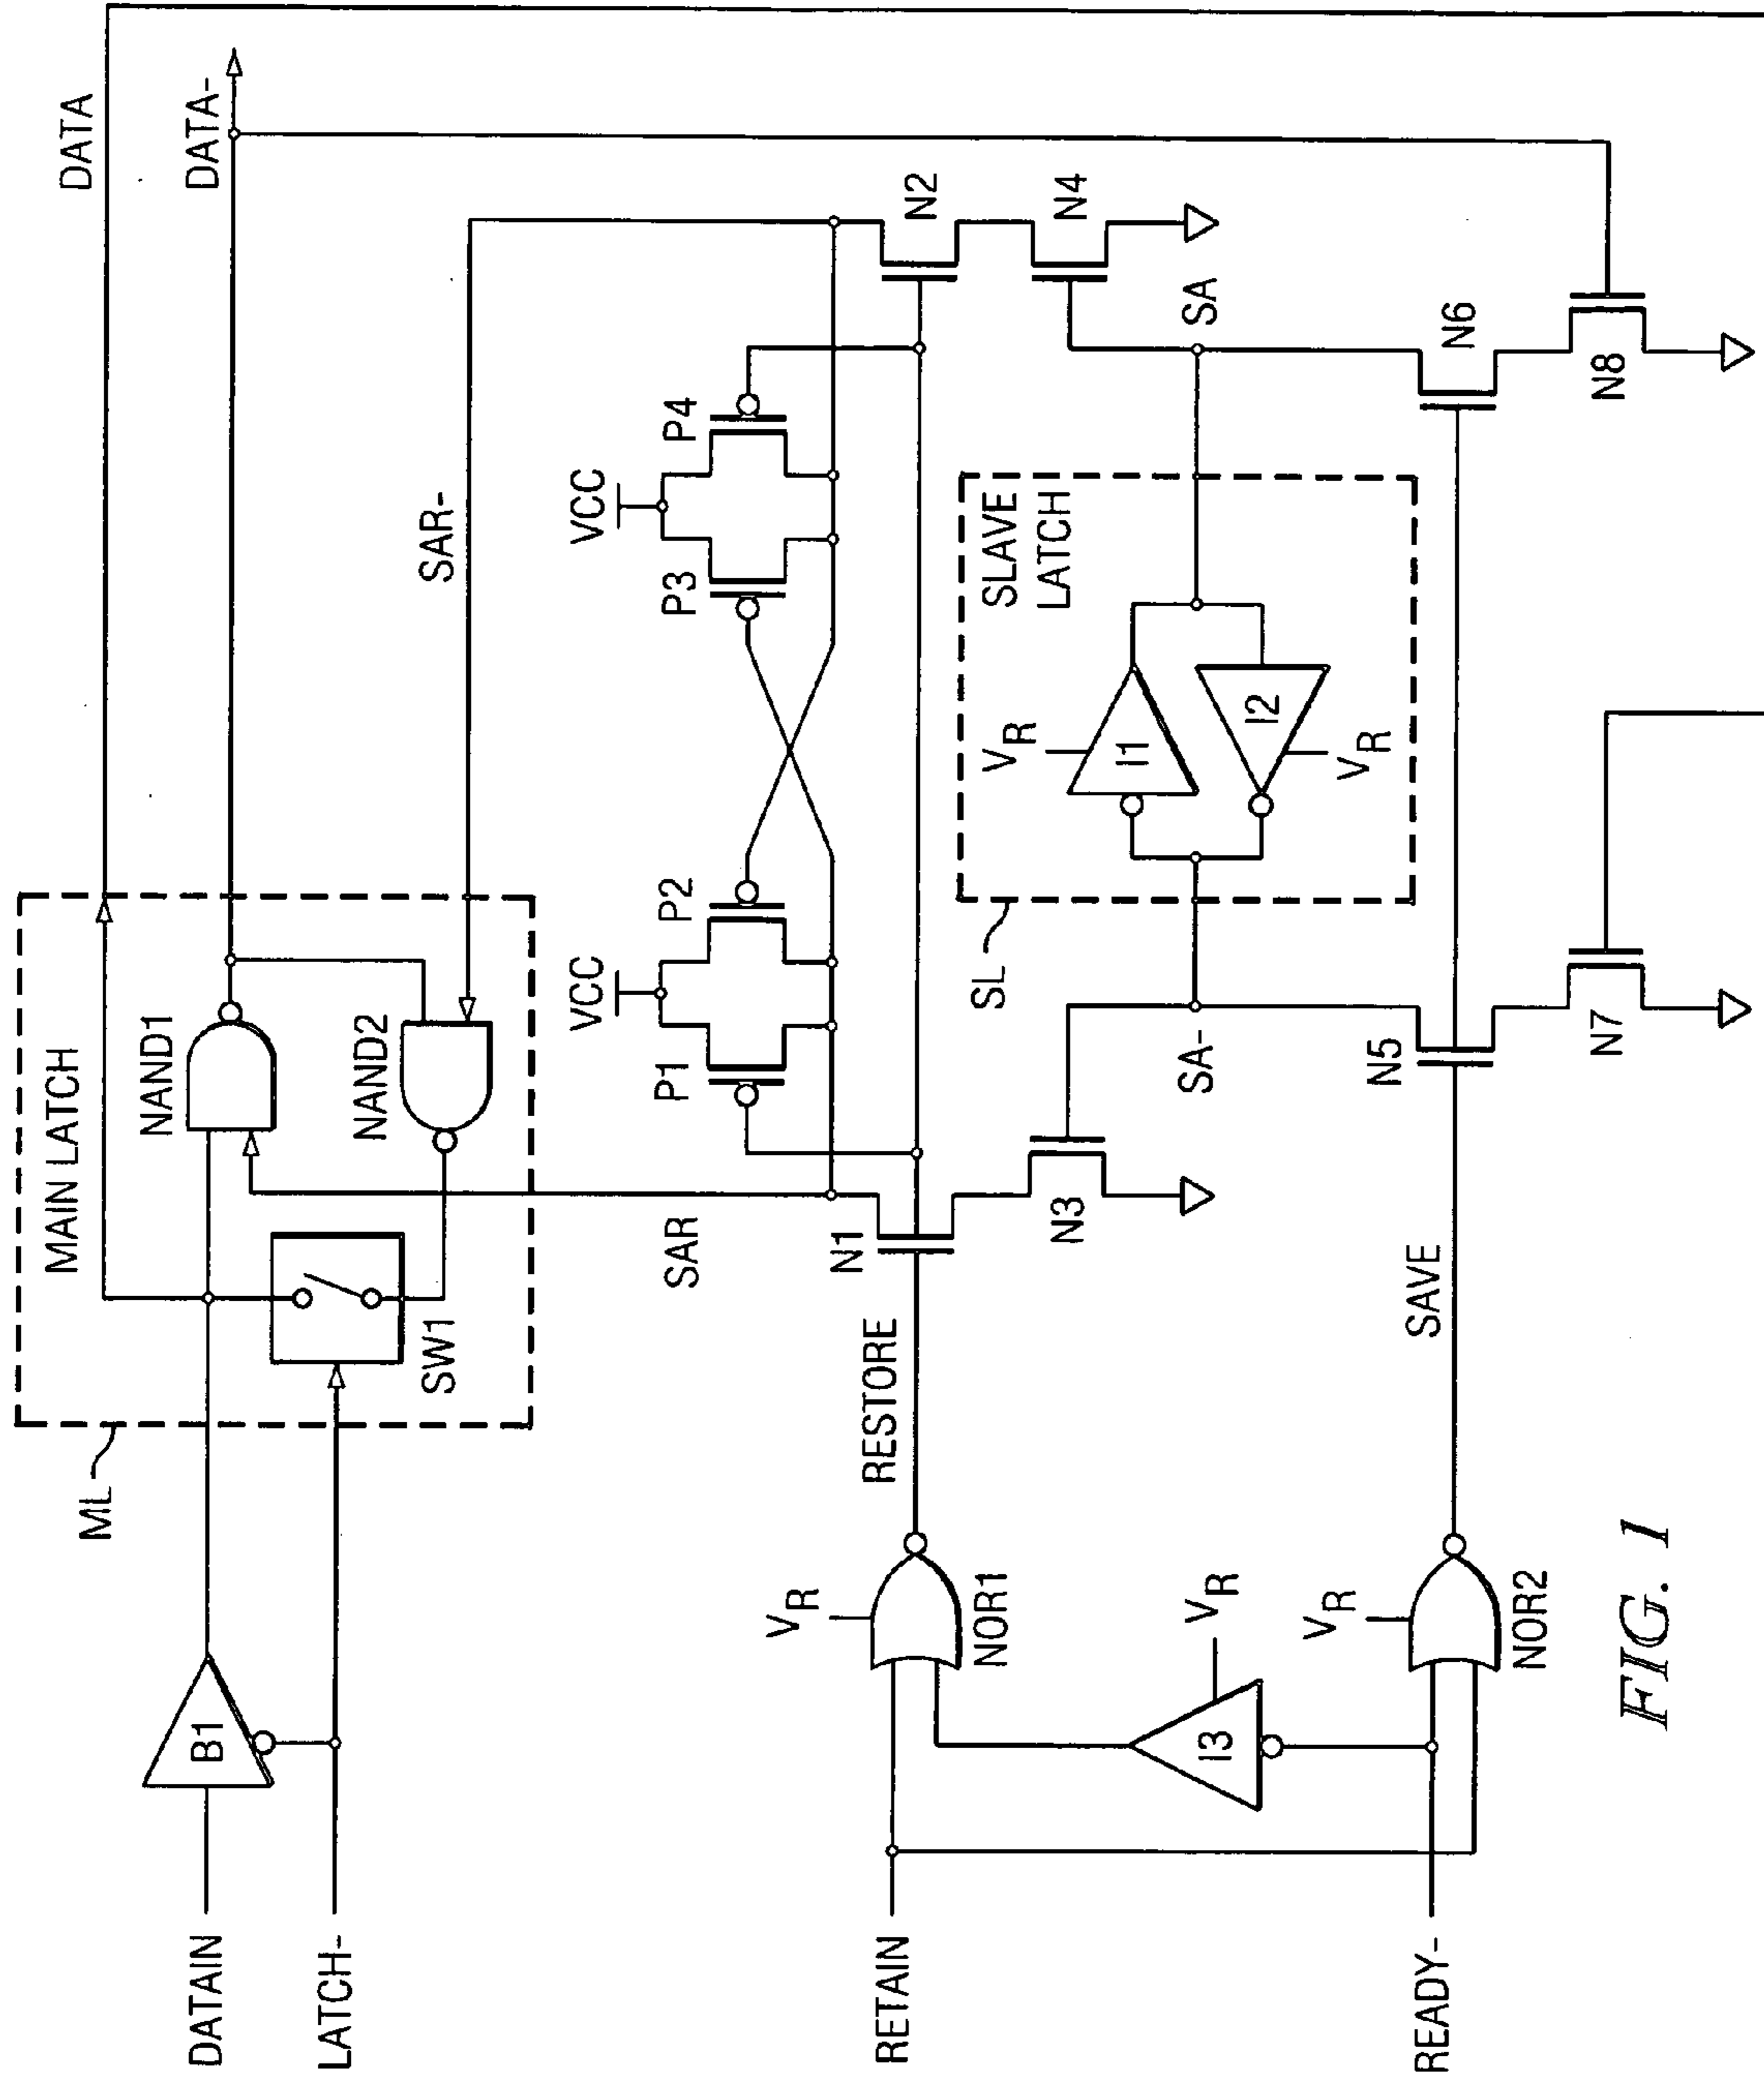 DATA
DATA-
MAIN LATCH
NAND1
NAND2
SW1
ML
B1
DATAIN
LATCH-
SAR-
SAR
VCC
P1
P2
VCC
P3
P4
N1
N2
N3
N4
RESTORE
VR
NOR1
RETAIN
SLAVE
LATCH
VR
I1
I2
VR
SL
SA-
SA
N5
N6
N7
N8
SAVE
I3
VR
VR
NOR2
READY-
FIG. 1